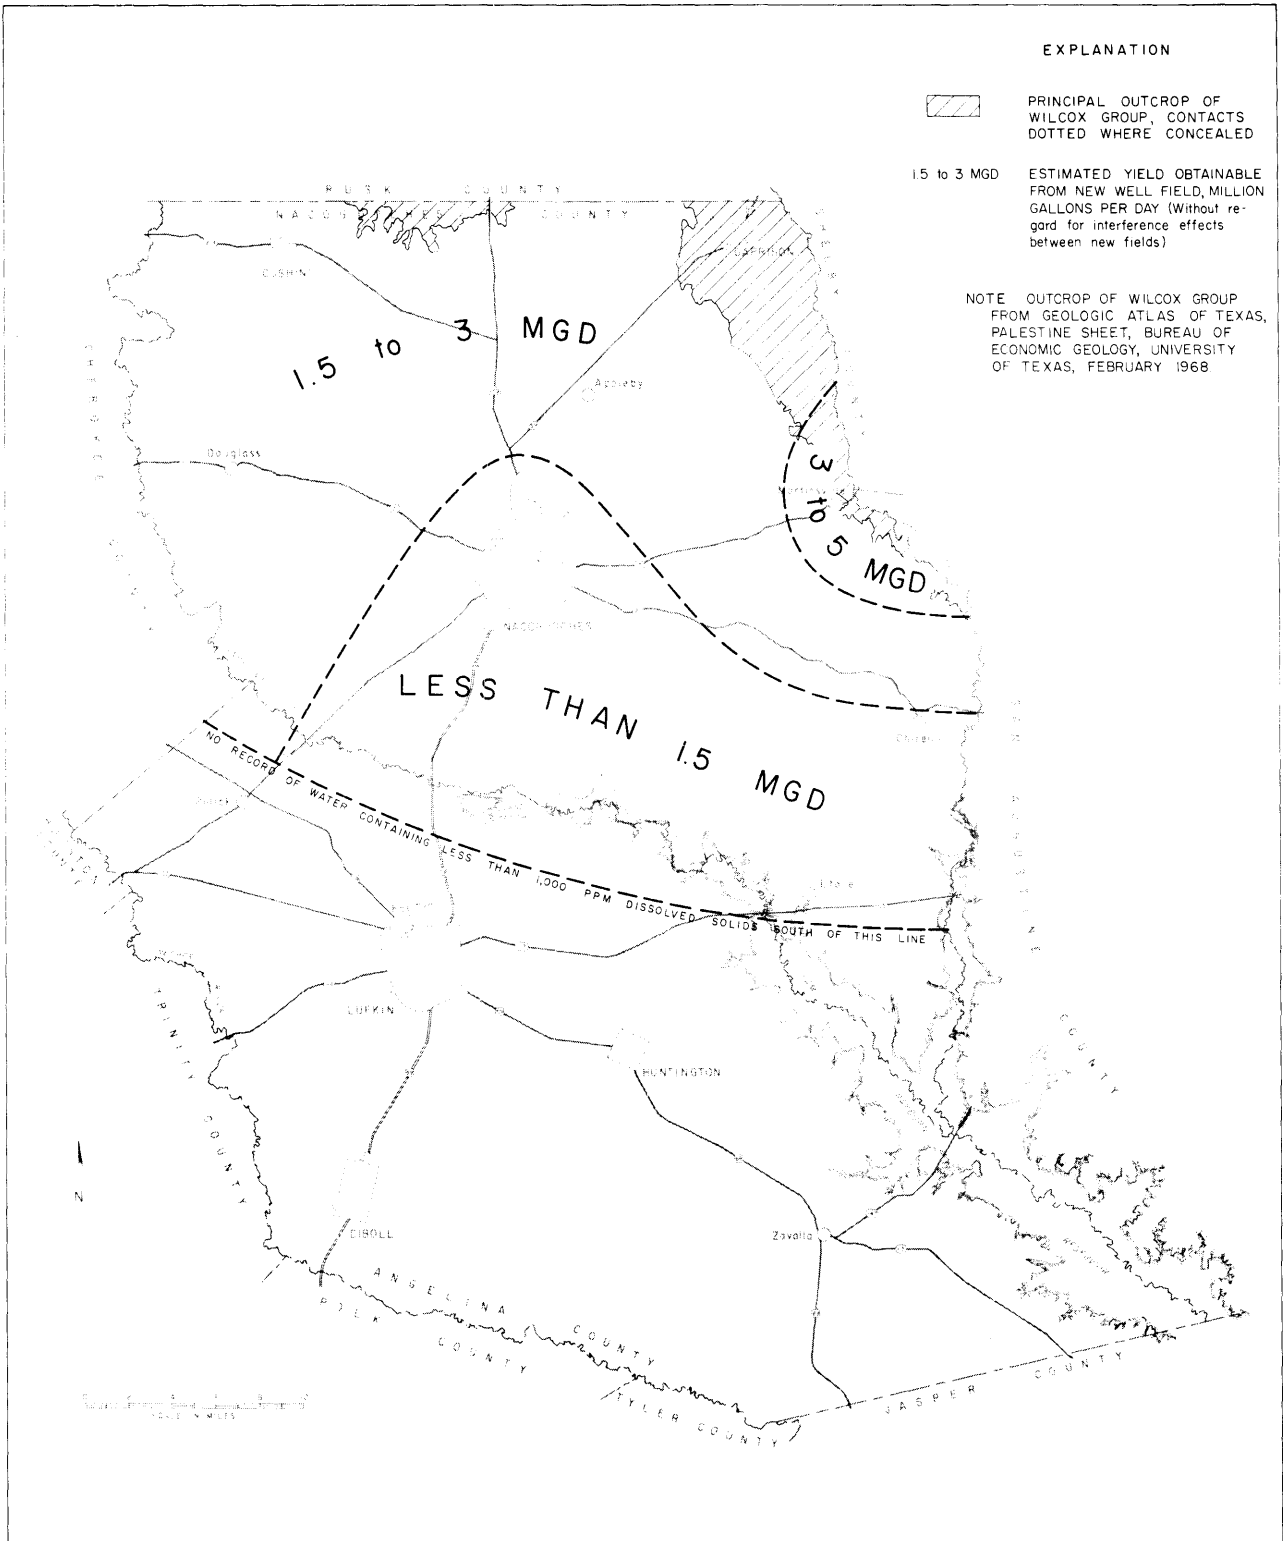 EXPLANATION
PRINCIPAL OUTCROP OF
WILCOX GROUP, CONTACTS
DOTTED WHERE CONCEALED
1.5 to 3 MGD
ESTIMATED YIELD OBTAINABLE
FROM NEW WELL FIELD, MILLION
GALLONS PER DAY (Without re-
gard for interference effects
between new fields)
NOTE OUTCROP OF WILCOX GROUP
FROM GEOLOGIC ATLAS OF TEXAS,
PALESTINE SHEET, BUREAU OF
ECONOMIC GEOLOGY, UNIVERSITY
OF TEXAS, FEBRUARY 1968
RUSK COUNTY
COUNTY
1.5 to 3 MGD
Appleby
CHEROKEE
Douglass
3 to 5 MGD
LESS THAN 1.5 MGD
NO RECORD OF WATER CONTAINING LESS THAN 1,000 PPM DISSOLVED SOLIDS SOUTH OF THIS LINE
LUFKIN
HUNTINGTON
TRINITY COUNTY
COUNTY
N
DIBOLL
Zavalla
ANGELINA COUNTY
POLK COUNTY
TYLER COUNTY
JASPER COUNTY